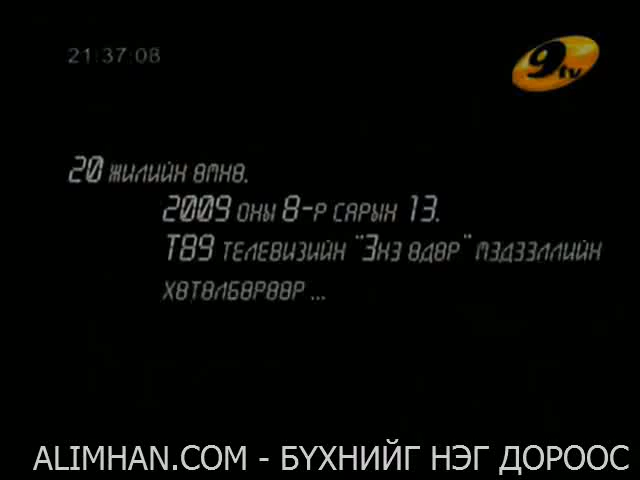 21:37:08
9tv
20 жилийн өмнө.
2009 оны 8-р сарын 13.
ТВ9 телевизийн "Энэ өдөр" мэдээллийн
хөтөлбөрөөр ...
ALIMHAN.COM - БҮХНИЙГ НЭГ ДОРООС